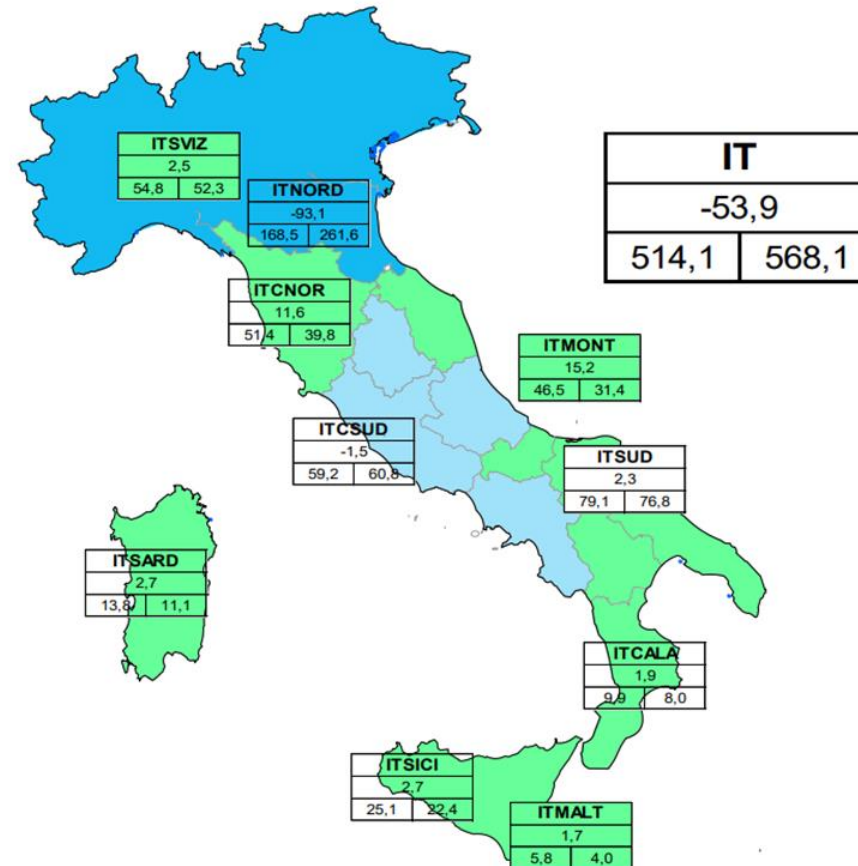 ITSVIZ
2,5
54,8 52,3
ITNORD
-93,1
168,5 261,6
IT
-53,9
514,1 568,1
ITCNOR
11,6
51,4 39,8
ITMONT
15,2
46,5 31,4
ITCSUD
-1,5
59,2 60,8
ITSUD
2,3
79,1 76,8
ITSARD
2,7
13,8 11,1
ITCALA
1,9
9,9 8,0
ITSICI
2,7
25,1 22,4
ITMALT
1,7
5,8 4,0